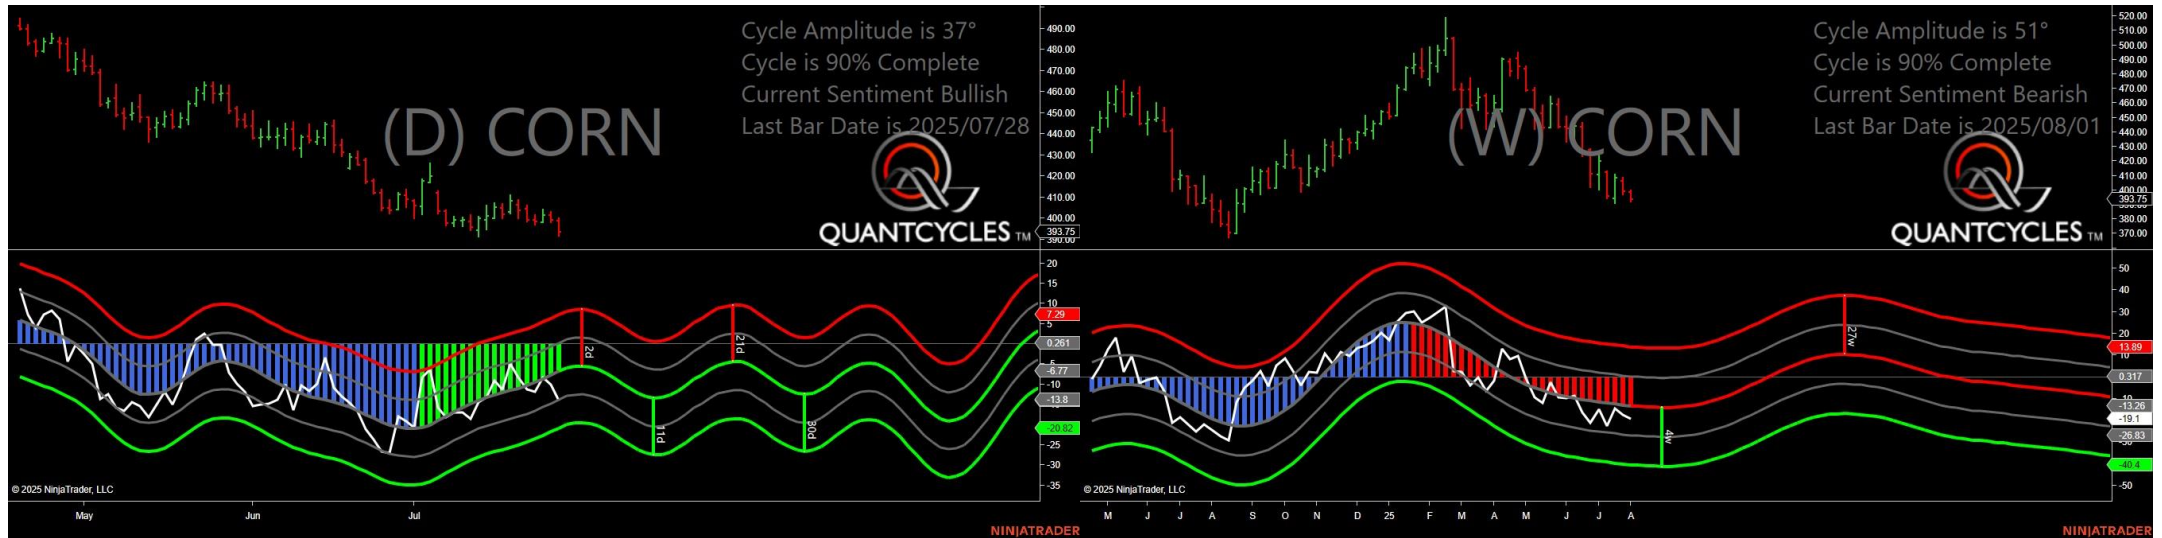 Cycle Amplitude is 37°
Cycle is 90% Complete
Current Sentiment Bullish
Last Bar Date is 2025/07/28
(D) CORN
QUANTCYCLES TM
490.00
480.00
470.00
460.00
450.00
440.00
430.00
420.00
410.00
400.00
393.75
390.00
20
15
10
7.29
5
0.261
-5
-6.77
-10
-13.8
-20.82
-25
-30
-35
2d
11d
21d
30d
© 2025 NinjaTrader, LLC
May Jun Jul
NINJATRADER
Cycle Amplitude is 51°
Cycle is 90% Complete
Current Sentiment Bearish
Last Bar Date is 2025/08/01
(W) CORN
QUANTCYCLES TM
520.00
510.00
500.00
490.00
480.00
470.00
460.00
450.00
440.00
430.00
420.00
410.00
400.00
393.75
380.00
370.00
50
40
30
20
13.89
10
0.317
-13.26
-19.1
-26.83
-40.4
-50
4w
27w
© 2025 NinjaTrader, LLC
M J J A S O N D 25 F M A M J J A
NINJATRADER